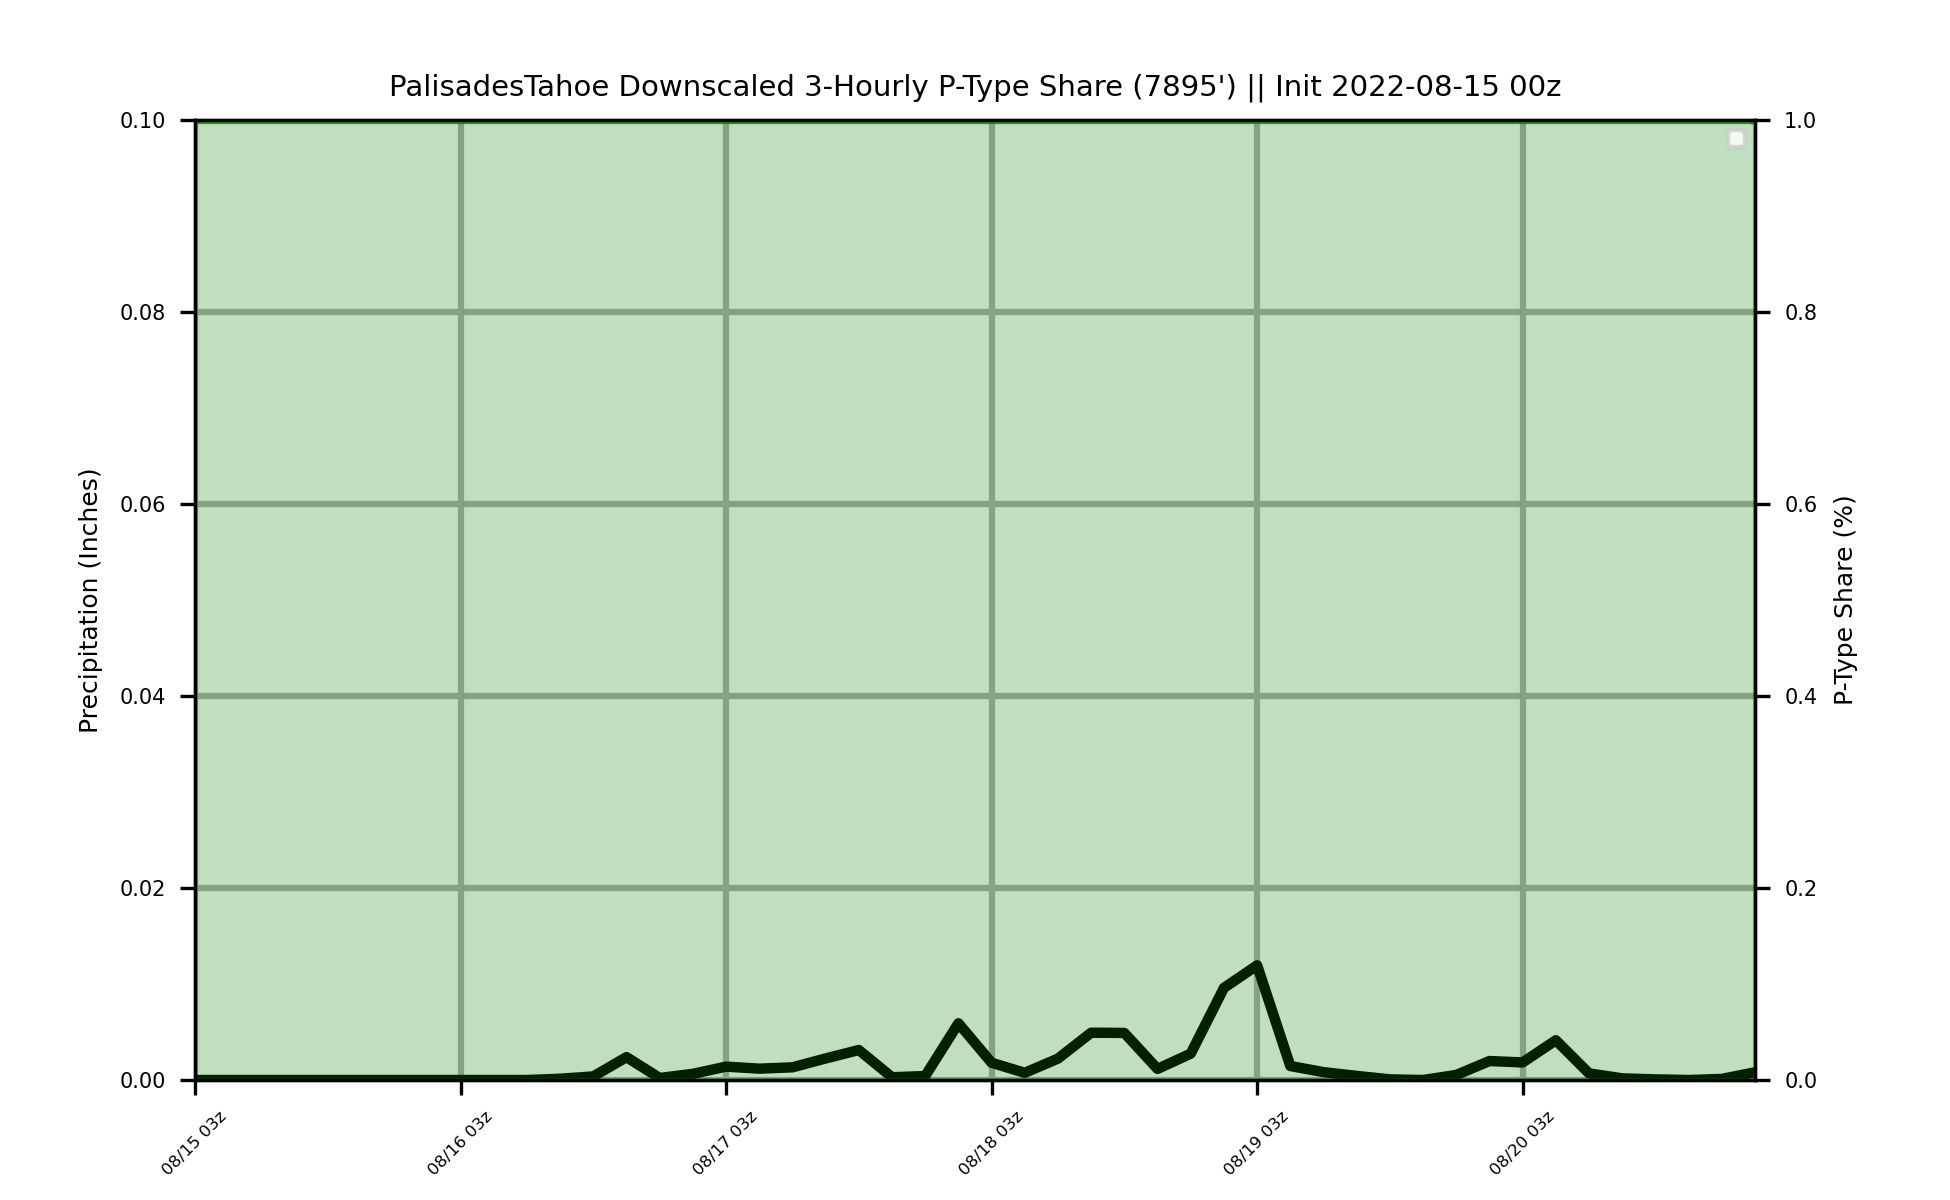 PalisadesTahoe Downscaled 3-Hourly P-Type Share (7895') || Init 2022-08-15 00z
0.10
0.08
0.06
0.04
0.02
0.00
Precipitation (Inches)
1.0
0.8
0.6
0.4
0.2
0.0
P-Type Share (%)
08/15 03z
08/16 03z
08/17 03z
08/18 03z
08/19 03z
08/20 03z